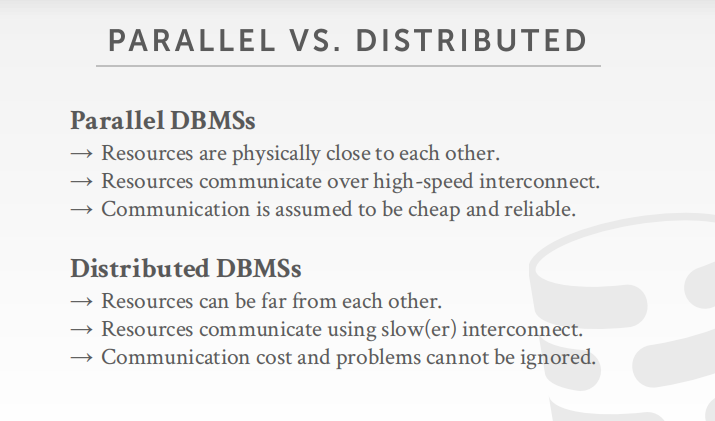 PARALLEL VS. DISTRIBUTED
Parallel DBMSs
→ Resources are physically close to each other.
→ Resources communicate over high-speed interconnect.
→ Communication is assumed to be cheap and reliable.
Distributed DBMSs
→ Resources can be far from each other.
→ Resources communicate using slow(er) interconnect.
→ Communication cost and problems cannot be ignored.